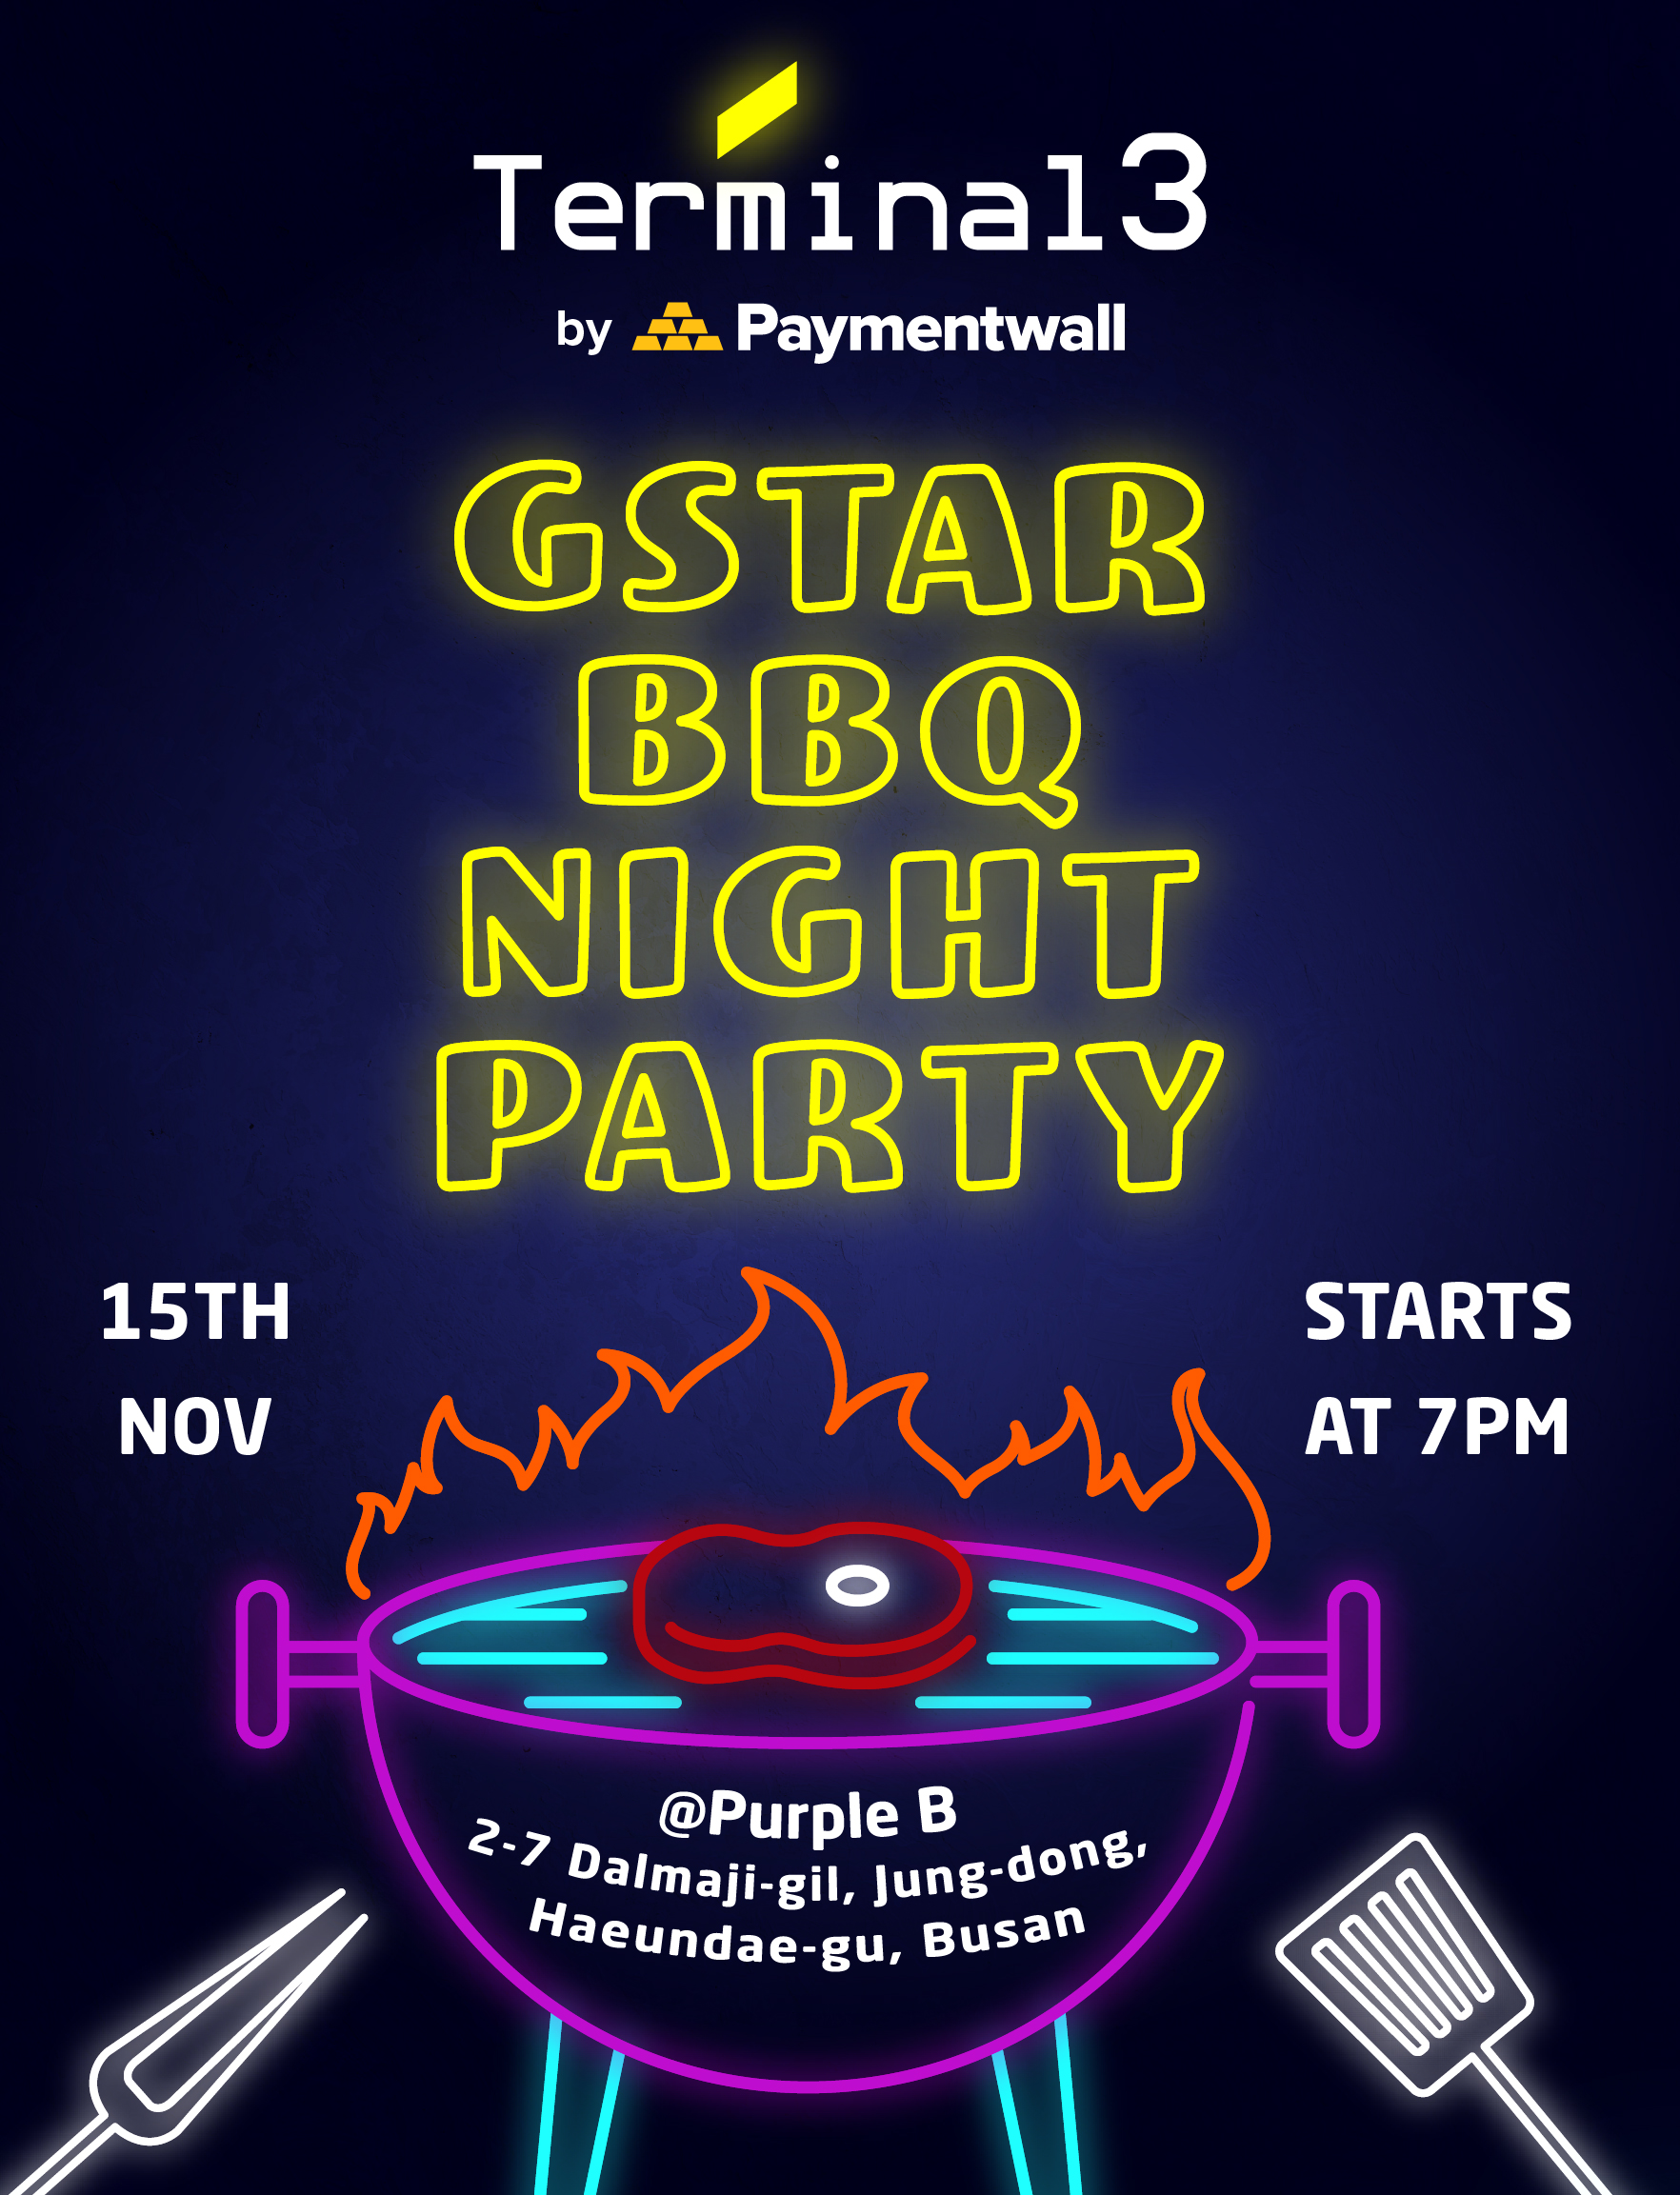 Terminal3
by Paymentwall
GSTAR
BBQ
NIGHT
PARTY
15TH
NOV
STARTS
AT 7PM
@Purple B
2-7 Dalmaji-gil, Jung-dong,
Haeundae-gu, Busan